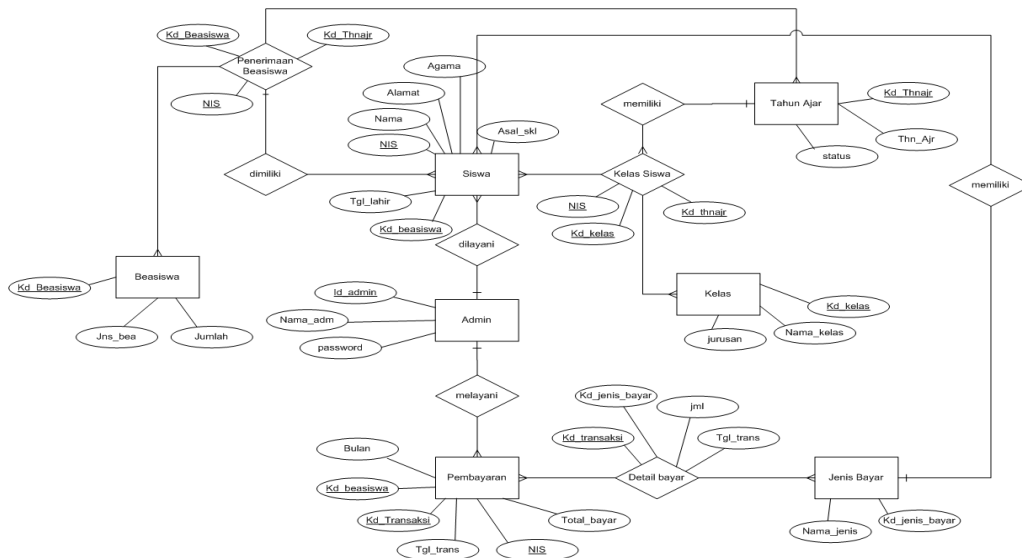 Kd_Beasiswa
Kd_Thnajr
Penerimaan
Beasiswa
NIS
Agama
Alamat
Nama
NIS
Asal_skl
Siswa
Tgl_lahir
Kd_beasiswa
dimiliki
memiliki
Tahun Ajar
Kd_Thnajr
Thn_Ajr
status
Kelas Siswa
NIS
Kd_kelas
Kd_thnajr
memiliki
dilayani
Beasiswa
Kd_Beasiswa
Jns_bea
Jumlah
Id_admin
Nama_adm
password
Admin
Kelas
Kd_kelas
Nama_kelas
jurusan
melayani
Kd_jenis_bayar
jml
Kd_transaksi
Tgl_trans
Detail bayar
Bulan
Kd_beasiswa
Kd_Transaksi
Tgl_trans
NIS
Total_bayar
Pembayaran
Jenis Bayar
Nama_jenis
Kd_jenis_bayar